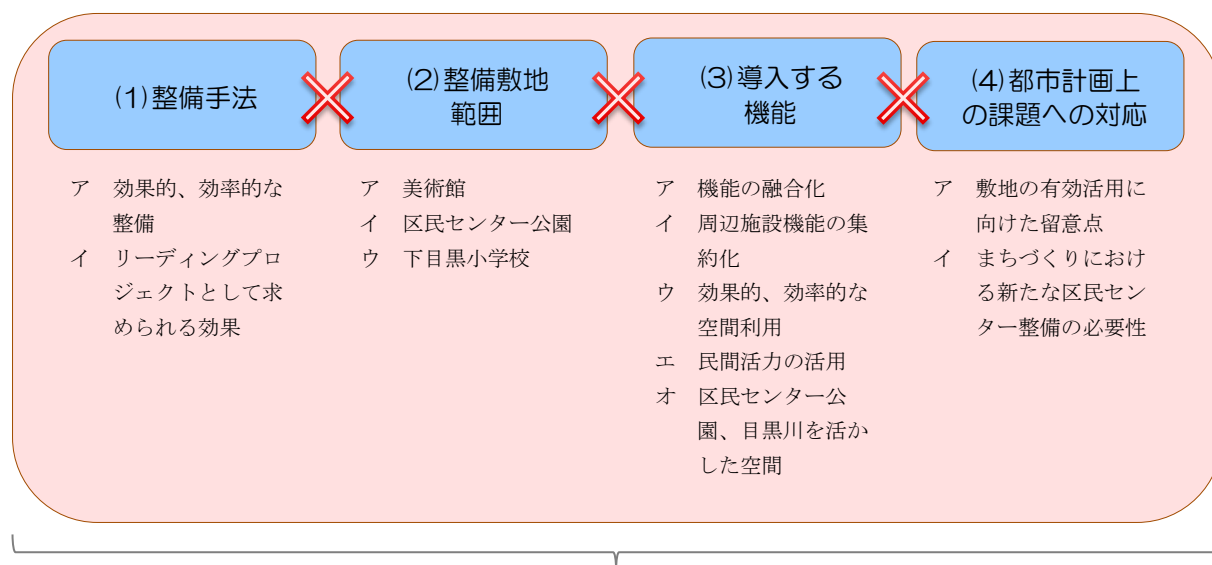 (1)整備手法
(2)整備敷地
範囲
(3)導入する
機能
(4)都市計画上
の課題への対応
ア 効果的、効率的な
整備
イ リーディングプロ
ジェクトとして求
められる効果
ア 美術館
イ 区民センター公園
ウ 下目黒小学校
ア 機能の融合化
イ 周辺施設機能の集
約化
ウ 効果的、効率的な
空間利用
エ 民間活力の活用
オ 区民センター公
園、目黒川を活か
した空間
ア 敷地の有効活用に
向けた留意点
イ まちづくりにおけ
る新たな区民セン
ター整備の必要性